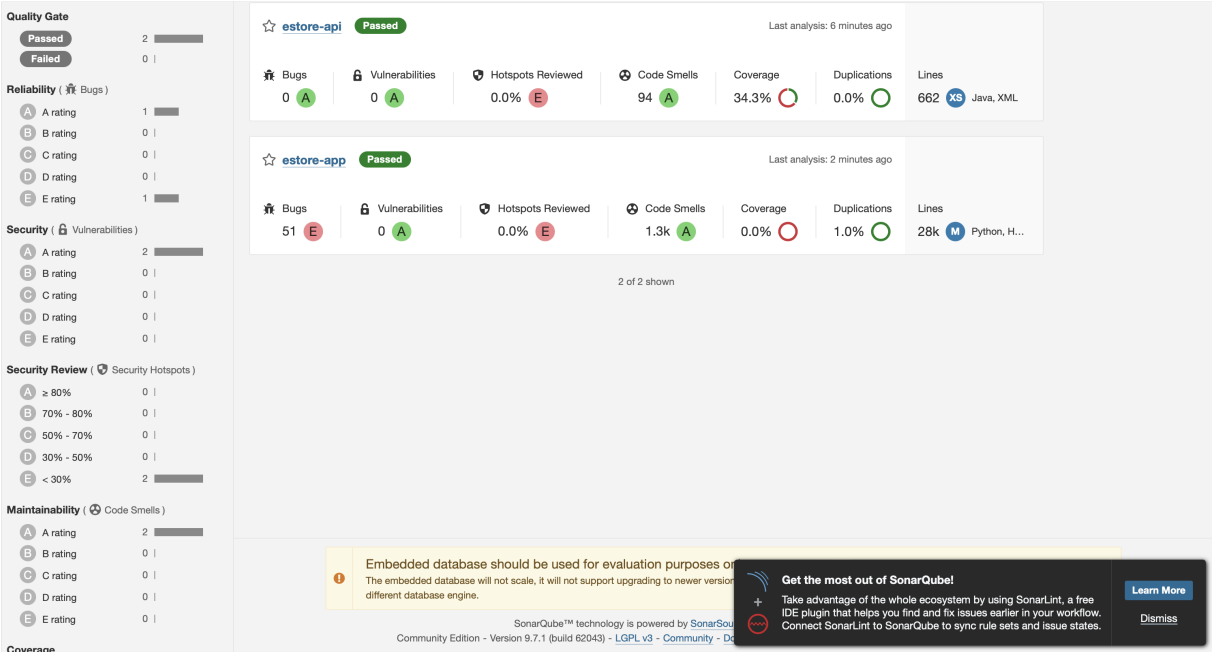 Quality Gate
Passed 2
Failed 0
Reliability ( Bugs )
A A rating 1
B B rating 0
C C rating 0
D D rating 0
E E rating 1
Security ( Vulnerabilities )
A A rating 2
B B rating 0
C C rating 0
D D rating 0
E E rating 0
Security Review ( Security Hotspots )
A ≥ 80% 0
B 70% - 80% 0
C 50% - 70% 0
D 30% - 50% 0
E < 30% 2
Maintainability ( Code Smells )
A A rating 2
B B rating 0
C C rating 0
D D rating 0
E E rating 0
Coverage
estore-api Passed Last analysis: 6 minutes ago
Bugs Vulnerabilities Hotspots Reviewed Code Smells Coverage Duplications Lines
0 A 0 A 0.0% E 94 A 34.3% 0.0% 662 XS Java, XML
estore-app Passed Last analysis: 2 minutes ago
Bugs Vulnerabilities Hotspots Reviewed Code Smells Coverage Duplications Lines
51 E 0 A 0.0% E 1.3k A 0.0% 1.0% 28k M Python, H...
2 of 2 shown
Embedded database should be used for evaluation purposes
The embedded database will not scale, it will not support upgrading to newer
different database engine.
SonarQube™ technology is powered by
Community Edition - Version 9.7.1 (build 62043) - LGPL v3 - Community -
Get the most out of SonarQube!
Take advantage of the whole ecosystem by using SonarLint, a free
IDE plugin that helps you find and fix issues earlier in your workflow.
Connect SonarLint to SonarQube to sync rule sets and issue states.
Learn More
Dismiss